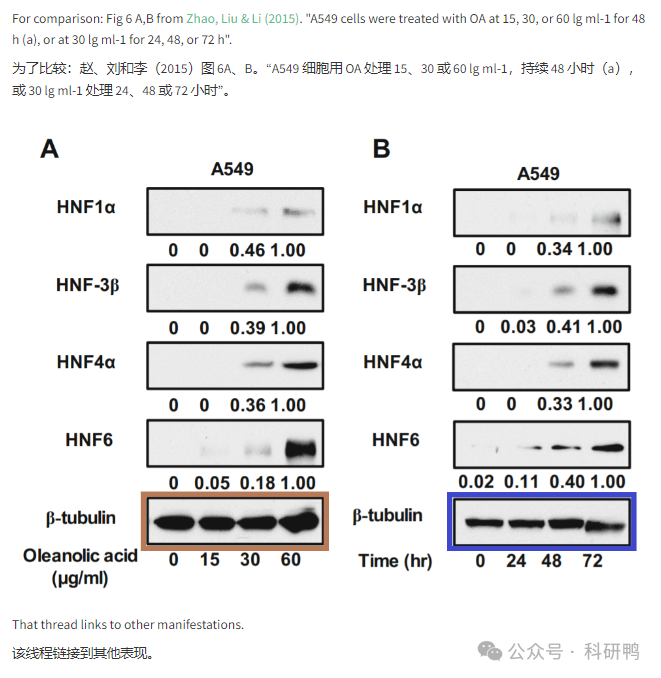 For comparison: Fig 6 A,B from Zhao, Liu & Li (2015). "A549 cells were treated with OA at 15, 30, or 60 lg ml-1 for 48
h (a), or at 30 lg ml-1 for 24, 48, or 72 h".
为了比较：赵、刘和李（2015）图 6A、B。“A549 细胞用 OA 处理 15、30 或 60 lg ml-1，持续 48 小时（a），
或 30 lg ml-1 处理 24、48 或 72 小时”。
A
A549
HNF1α
0 0 0.46 1.00
HNF-3β
0 0 0.39 1.00
HNF4α
0 0 0.36 1.00
HNF6
0 0.05 0.18 1.00
β-tubulin
Oleanolic acid 0 15 30 60
(μg/ml)
B
A549
HNF1α
0 0 0.34 1.00
HNF-3β
0 0.03 0.41 1.00
HNF4α
0 0 0.33 1.00
HNF6
0.02 0.11 0.40 1.00
β-tubulin
Time (hr) 0 24 48 72
That thread links to other manifestations.
该线程链接到其他表现。
公众号 · 科研鸭